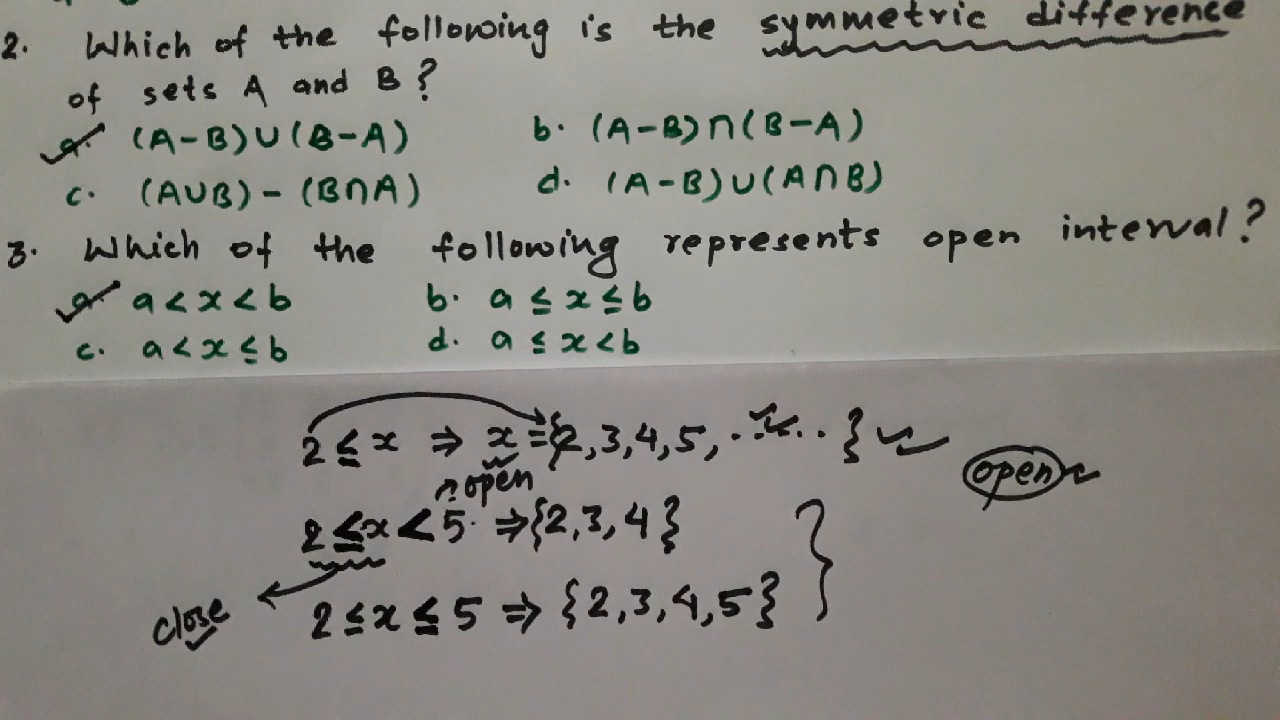 2. Which of the following is the symmetric difference
of sets A and B?
a. (A-B)∪(B-A) b. (A-B)∩(B-A)
c. (A∪B)-(B∩A) d. (A-B)∪(A∩B)
3. Which of the following represents open interval?
a. a<x<b b. a≤x≤b
c. a<x≤b d. a≤x<b
2≤x ⇒ x={2,3,4,5,......}
open
open
2≤x<5 ⇒{2,3,4}
close
2≤x≤5 ⇒ {2,3,4,5}